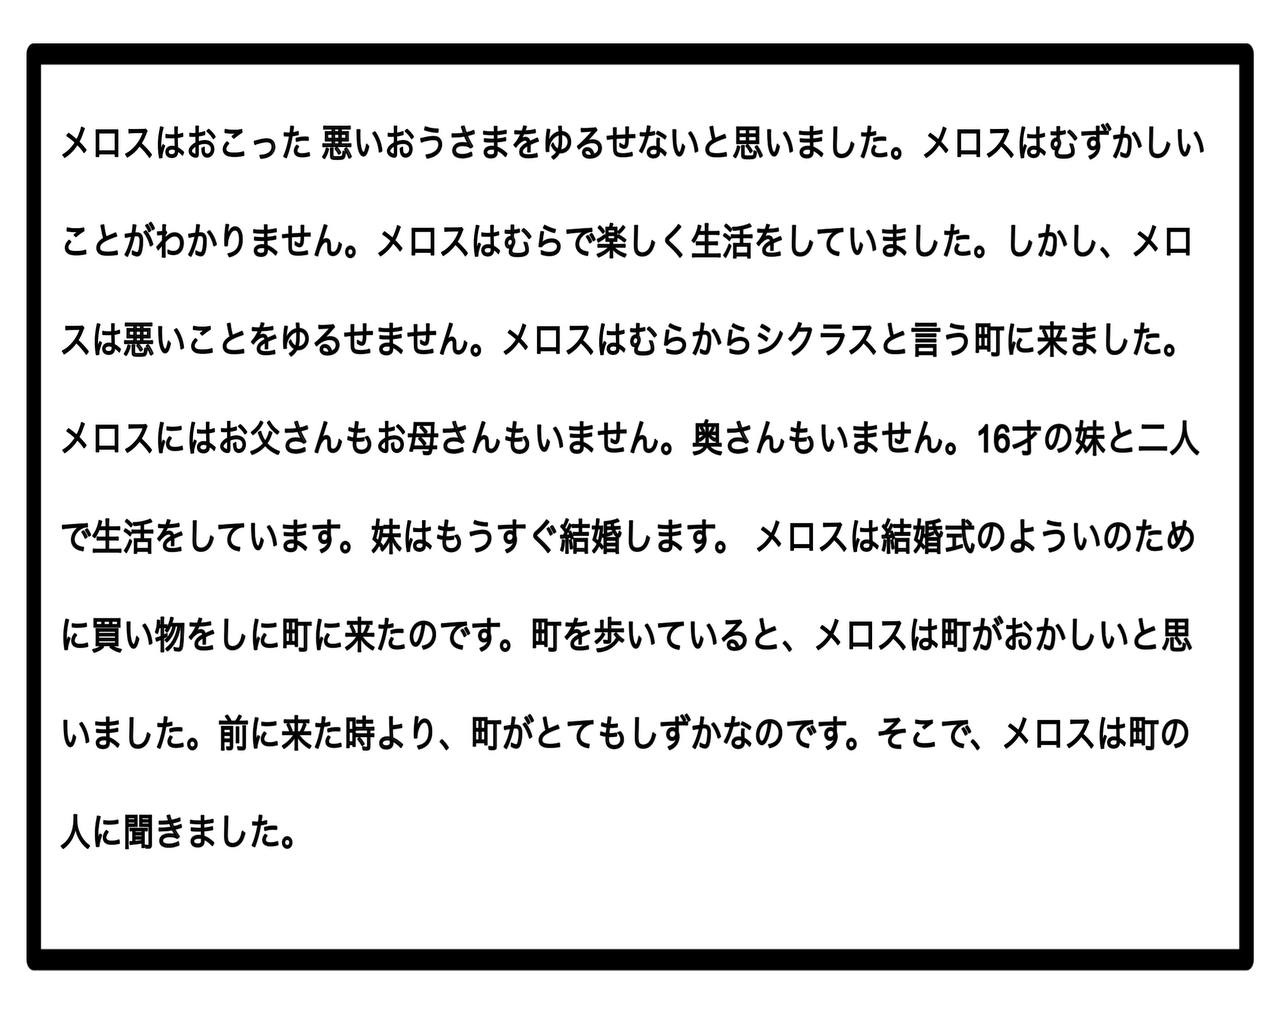 メロスはおこった 悪いおうさまをゆるせないと思いました。メロスはむずかしい
ことがわかりません。メロスはむらで楽しく生活をしていました。しかし、メロ
スは悪いことをゆるせません。メロスはむらからシクラスと言う町に来ました。
メロスにはお父さんもお母さんもいません。奥さんもいません。16才の妹と二人
で生活をしています。妹はもうすぐ結婚します。 メロスは結婚式のよういのため
に買い物をしに町に来たのです。町を歩いていると、メロスは町がおかしいと思
いました。前に来た時より、町がとてもしずかなのです。そこで、メロスは町の
人に聞きました。